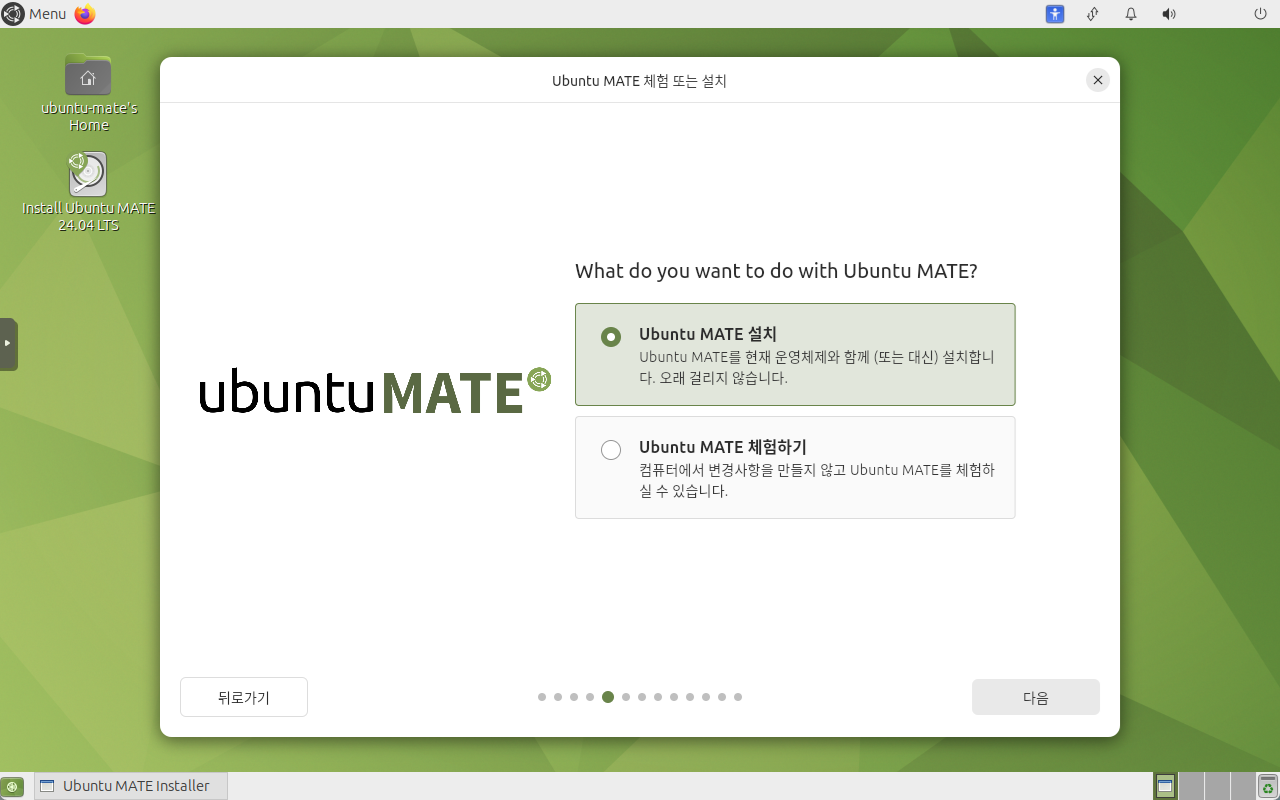 Menu
ubuntu-mate's
Home
Install Ubuntu MATE
24.04 LTS
Ubuntu MATE 체험 또는 설치
ubuntu MATE
What do you want to do with Ubuntu MATE?
Ubuntu MATE 설치
Ubuntu MATE를 현재 운영체제와 함께 (또는 대신) 설치합니
다. 오래 걸리지 않습니다.
Ubuntu MATE 체험하기
컴퓨터에서 변경사항을 만들지 않고 Ubuntu MATE를 체험하
실 수 있습니다.
뒤로가기
다음
Ubuntu MATE Installer